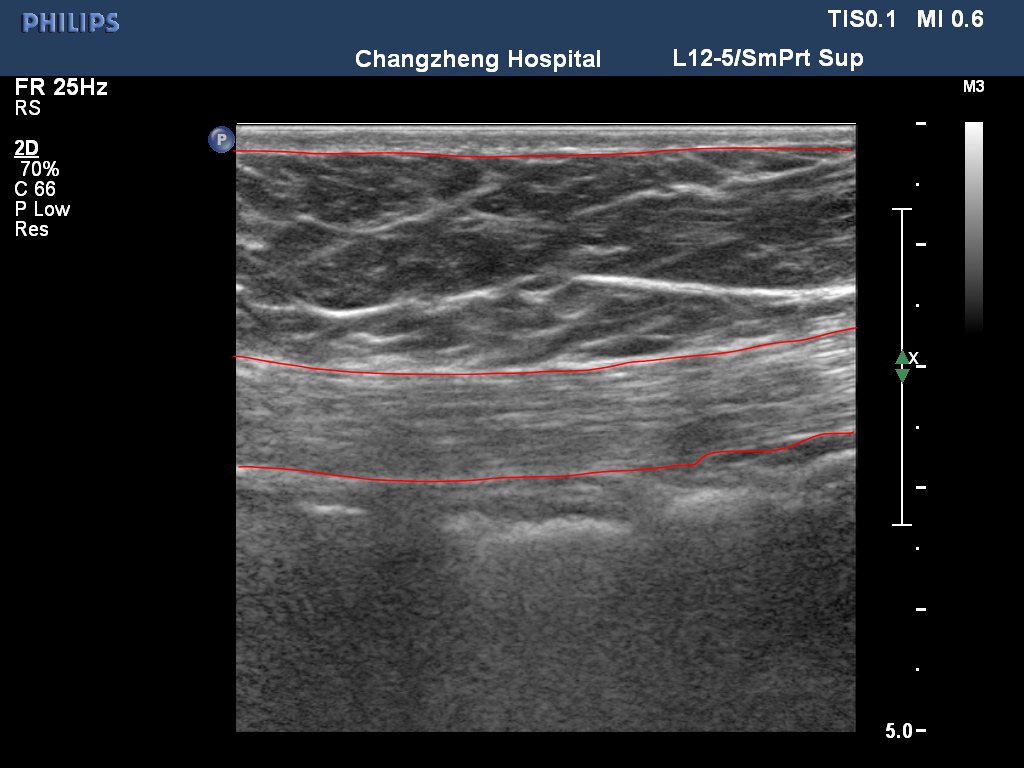 PHILIPS
TIS0.1 MI 0.6
Changzheng Hospital L12-5/SmPrt Sup
FR 25Hz
RS
M3
P
2D
70%
C 66
P Low
Res
X
5.0